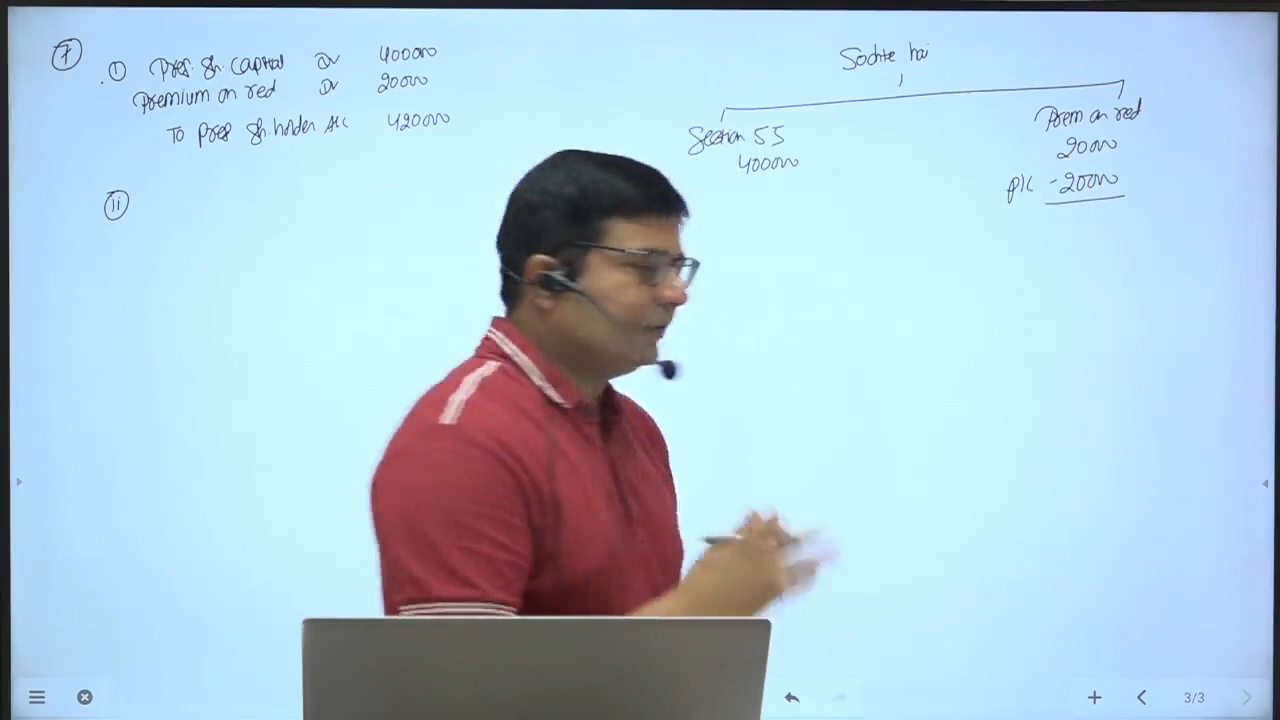 7
① Pref. Sh. Capital Dr 400000
Premium on red Dr 20000
To Pref Sh. holder A/c 420000
ⅱ
Sochte hai
Section 55
400000
Prem on red
20000
P/L -20000
3/3